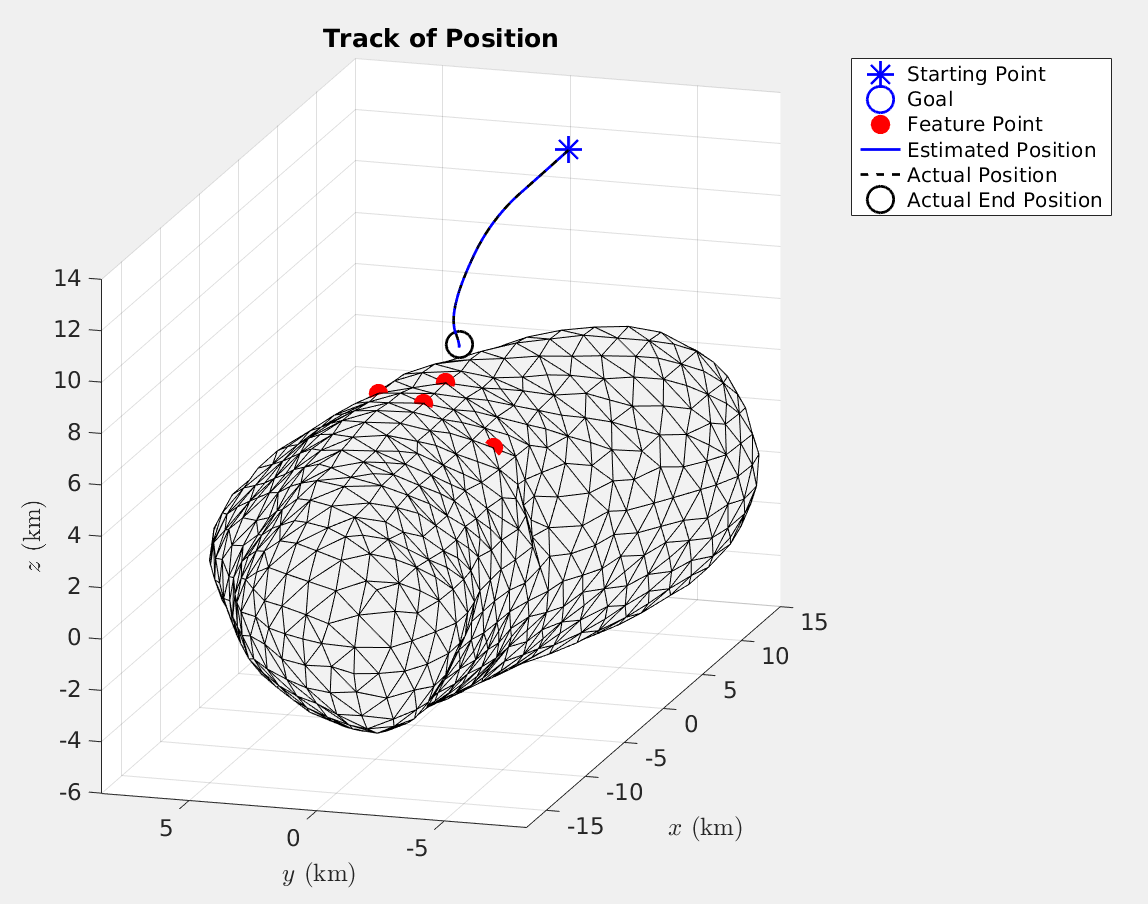 Track of Position
Starting Point
Goal
Feature Point
Estimated Position
Actual Position
Actual End Position
14
12
10
8
6
4
2
0
-2
-4
-6
z (km)
5
0
-5
y (km)
15
10
5
0
-5
-10
-15
x (km)